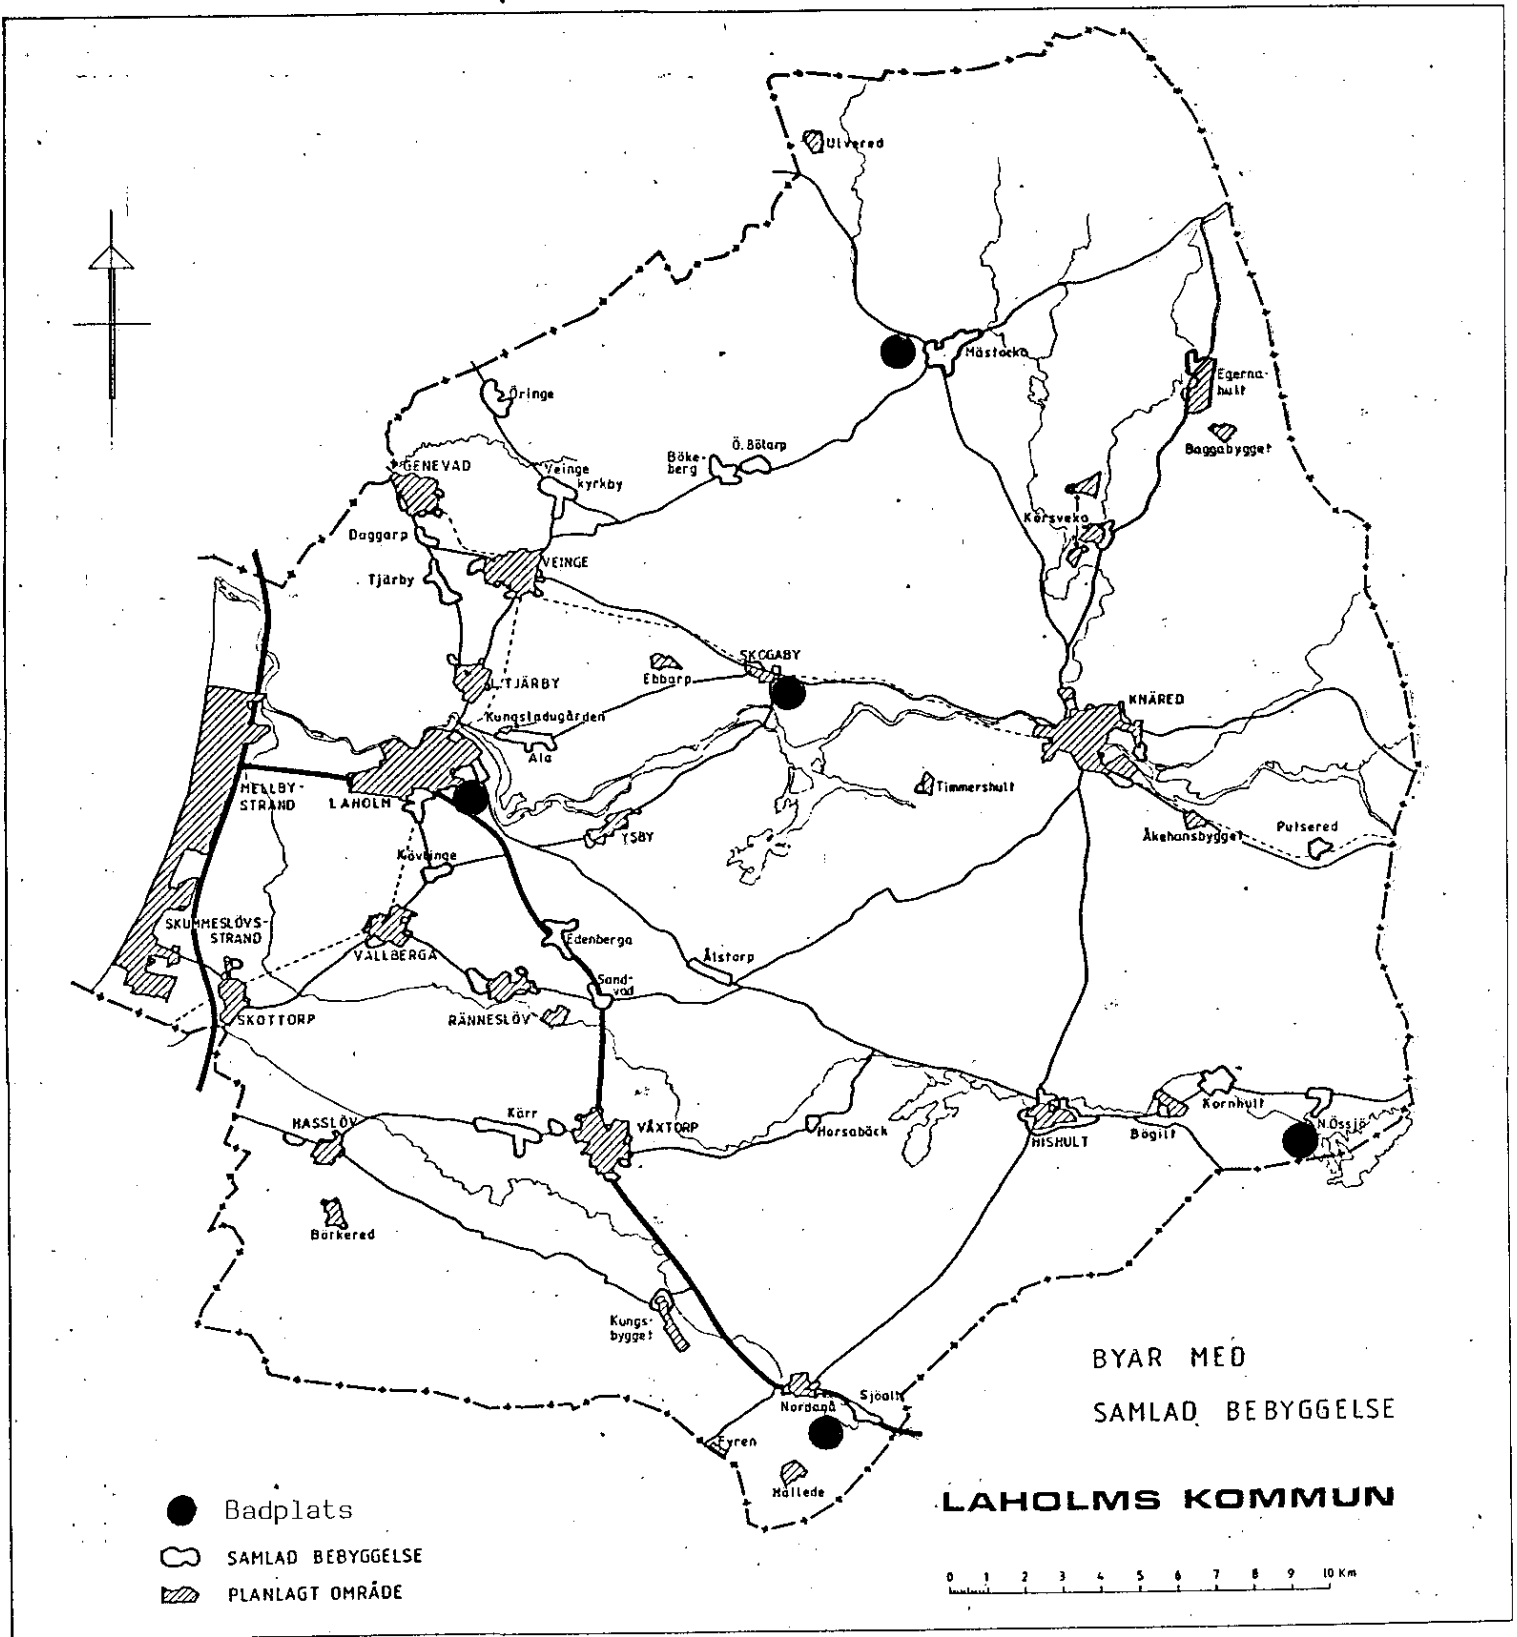 Ulvered
Mästocka
Egerna-
hult
Öringe
Baggabygget
Ö. Bötarp
Böke-
berg
GENEVAD
Veinge
kyrkby
Körsveka
Daggarp
VEINGE
Tjärby
SKOGABY
Ebbarp
L:TJÄRBY
KNÄRED
Kungsladugården
Ala
MELLBY-
STRAND
LAHOLM
Timmershult
YSBY
Åkehansbygget
Putsered
Kövlinge
SKUMMESLÖVS-
STRAND
Edenberga
VALLBERGA
Ålstorp
Sand-
vad
SKOTTORP
RÄNNESLÖV
Kornhult
HASSLÖV
Körr
VÄXTORP
Horsabäck
HISHULT
Bögilt
N.Össjö
Börkered
Kungs-
bygget
BYAR MED
SAMLAD BEBYGGELSE
Sjöalt
Nordanå
Fyren
Hallede
LAHOLMS KOMMUN
Badplats
SAMLAD BEBYGGELSE
PLANLAGT OMRÅDE
0 1 2 3 4 5 6 7 8 9 10 Km